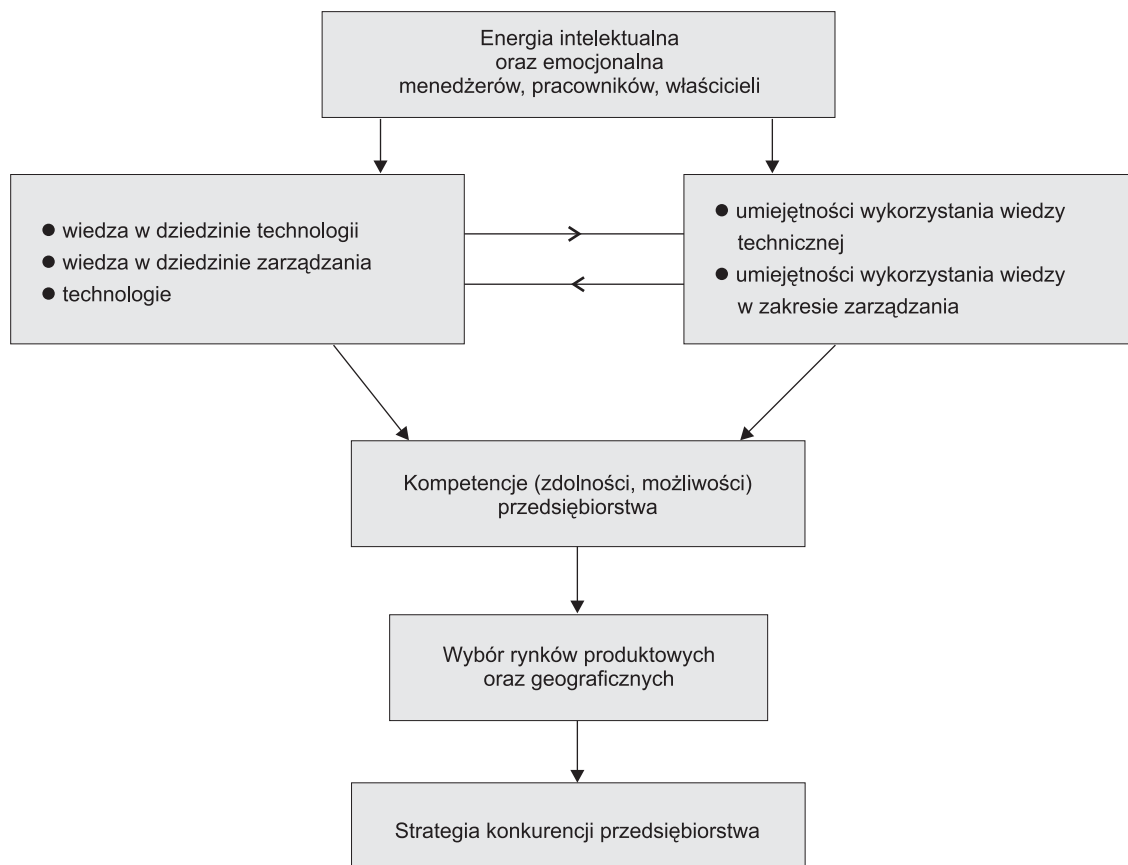 Energia intelektualna
oraz emocjonalna
menedżerów, pracowników, właścicieli
● wiedza w dziedzinie technologii
● wiedza w dziedzinie zarządzania
● technologie
● umiejętności wykorzystania wiedzy
technicznej
● umiejętności wykorzystania wiedzy
w zakresie zarządzania
Kompetencje (zdolności, możliwości)
przedsiębiorstwa
Wybór rynków produktowych
oraz geograficznych
Strategia konkurencji przedsiębiorstwa